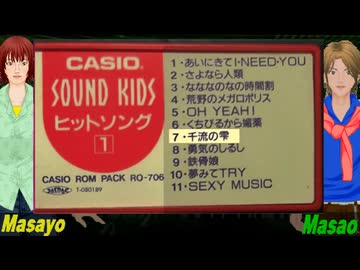 CASIO
SOUND KIDS
ヒットソング
1
CASIO ROM PACK RO-706
T-080189
1・あいにきてI・NEED・YOU
2・さよなら人類
3・なななのなの時間割
4・荒野のメガロポリス
5・OH YEAH!
6・くちびるから媚薬
7・千流の雫
8・勇気のしるし
9・鉄骨娘
10・夢みてTRY
11・SEXY MUSIC
Masayo
Masao